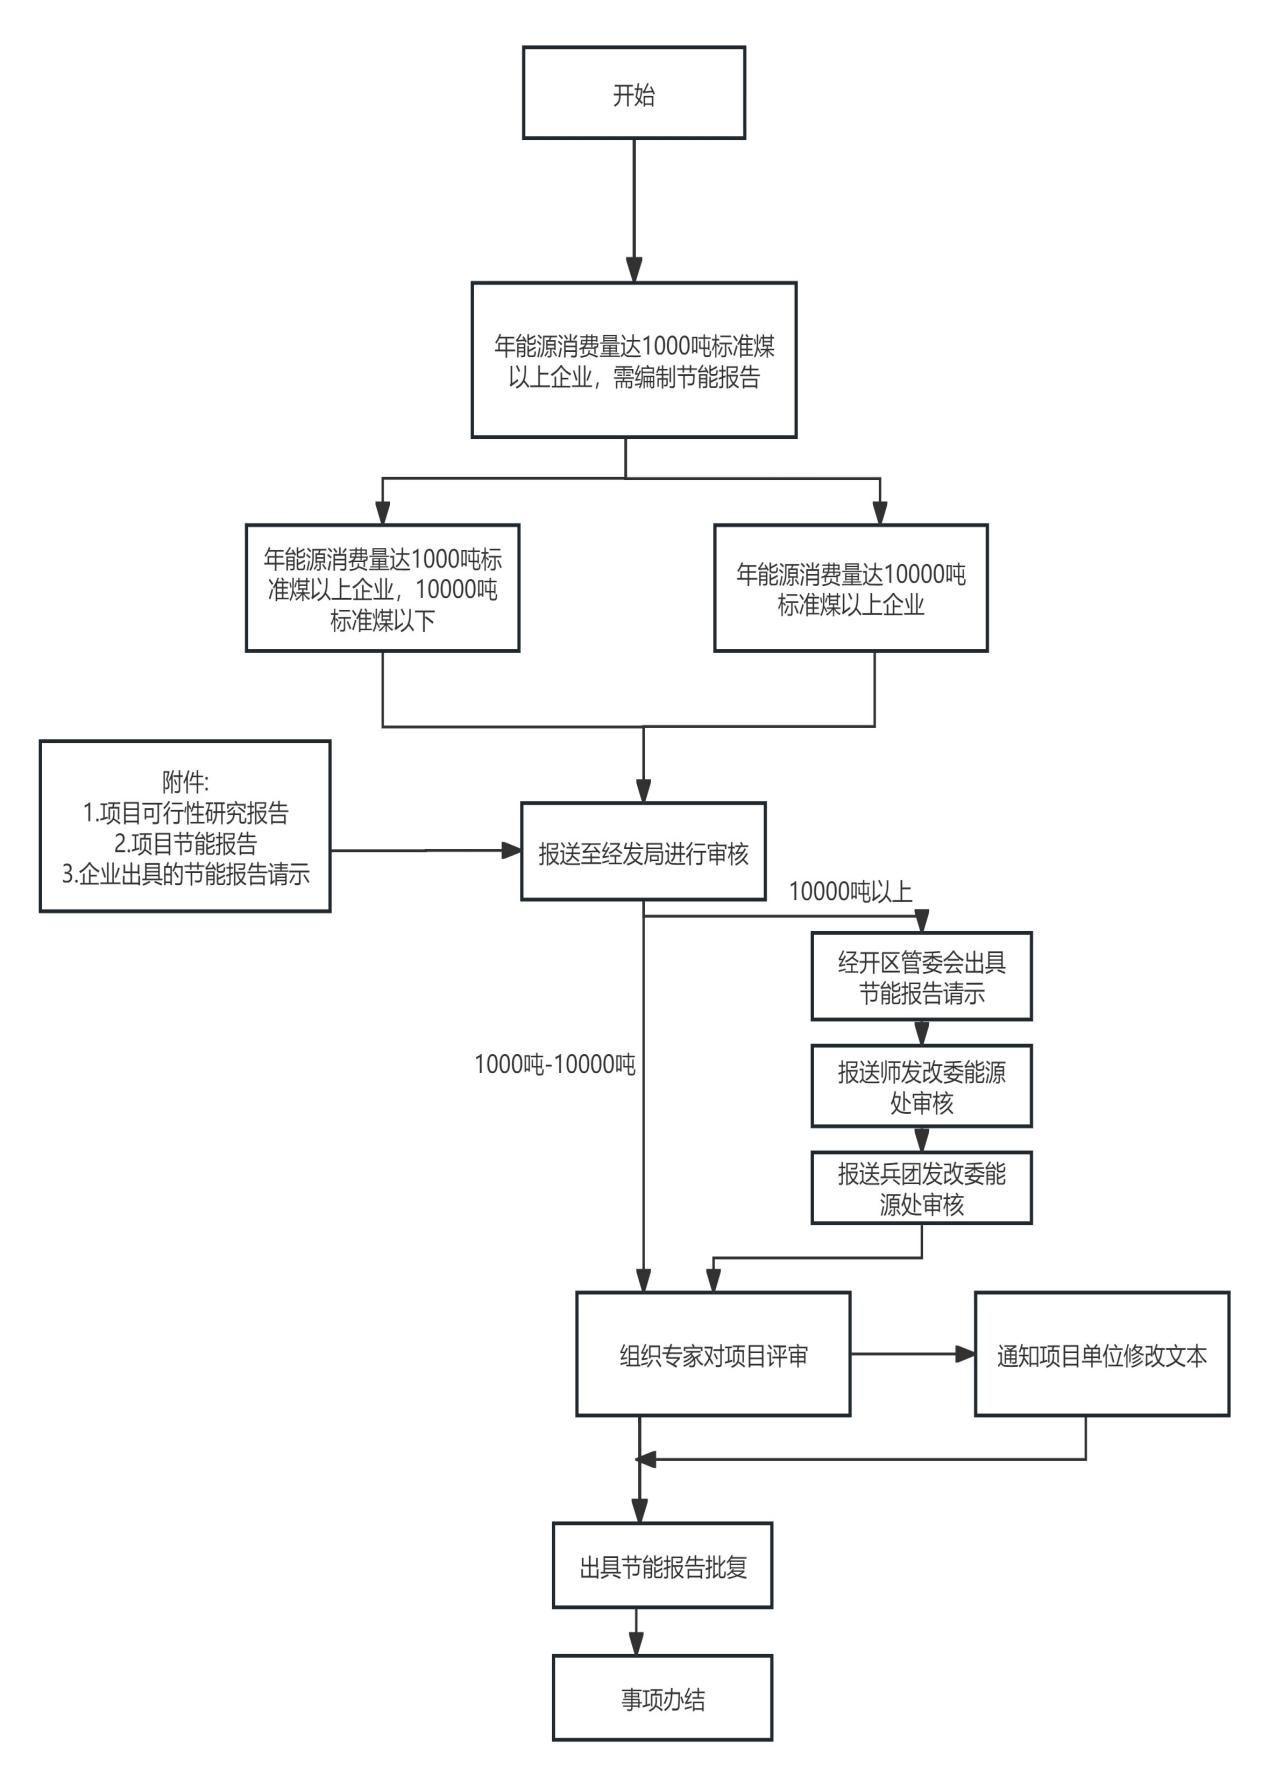 开始
年能源消费量达1000吨标准煤
以上企业，需编制节能报告
年能源消费量达1000吨标
准煤以上企业，10000吨
标准煤以下
年能源消费量达10000吨
标准煤以上企业
附件:
1.项目可行性研究报告
2.项目节能报告
3.企业出具的节能报告请示
报送至经发局进行审核
10000吨以上
经开区管委会出具
节能报告请示
1000吨-10000吨
报送师发改委能源
处审核
报送兵团发改委能
源处审核
组织专家对项目评审
通知项目单位修改文本
出具节能报告批复
事项办结